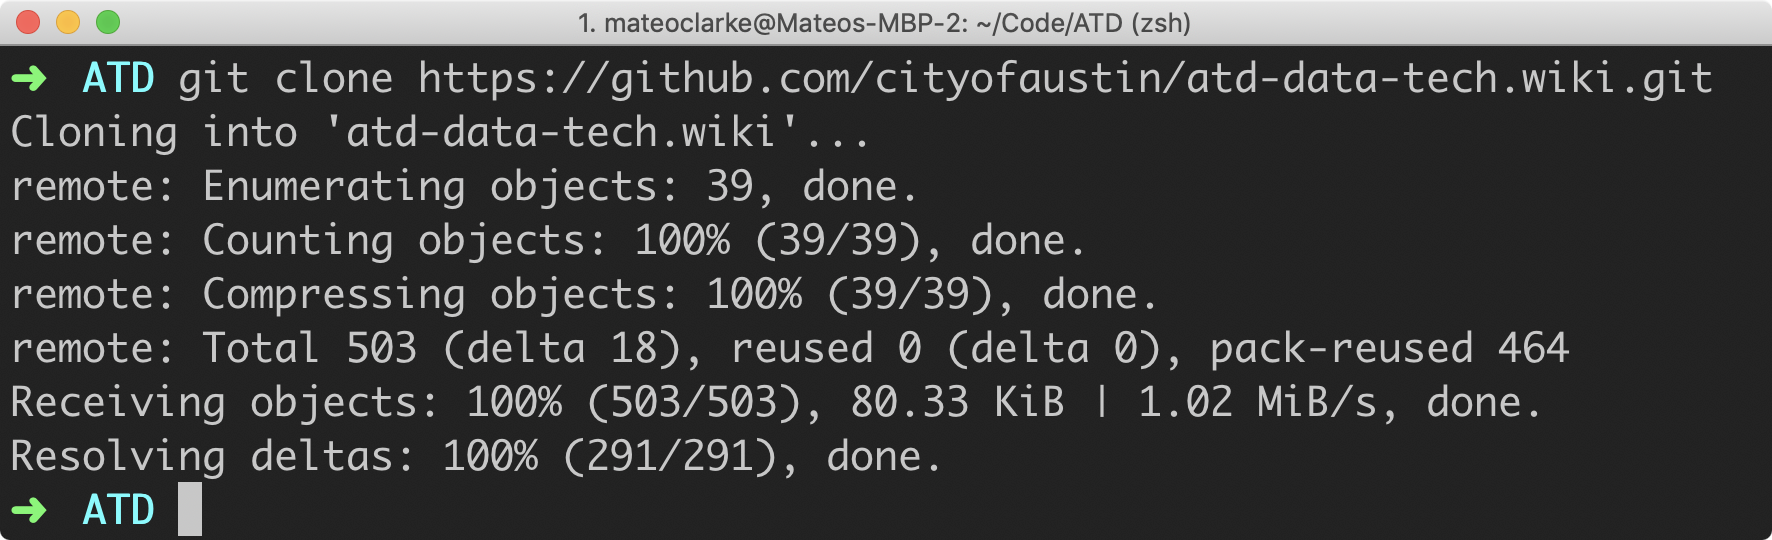 1. mateoclarke@Mateos-MBP-2: ~/Code/ATD (zsh)
➜ ATD git clone https://github.com/cityofaustin/atd-data-tech.wiki.git
Cloning into 'atd-data-tech.wiki'...
remote: Enumerating objects: 39, done.
remote: Counting objects: 100% (39/39), done.
remote: Compressing objects: 100% (39/39), done.
remote: Total 503 (delta 18), reused 0 (delta 0), pack-reused 464
Receiving objects: 100% (503/503), 80.33 KiB | 1.02 MiB/s, done.
Resolving deltas: 100% (291/291), done.
➜ ATD